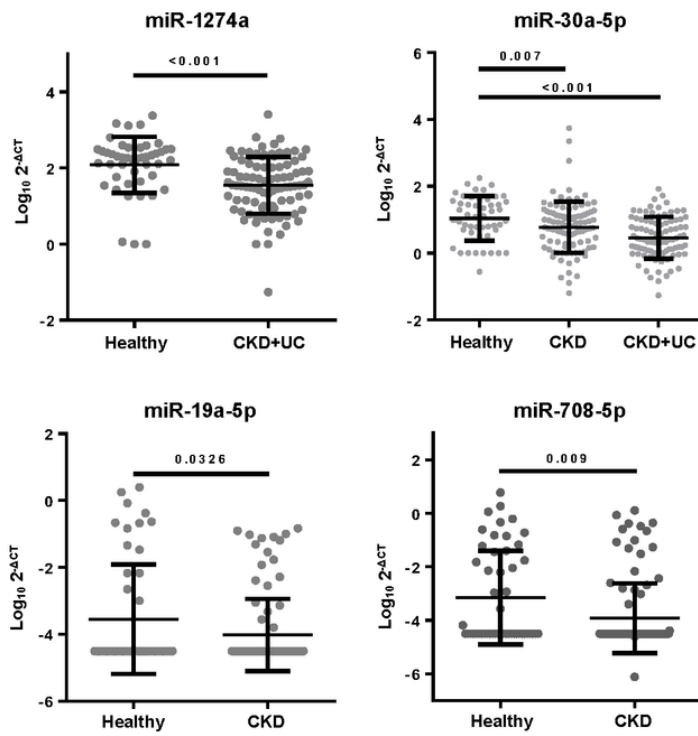 miR-1274a
<0.001
Log10 2-ΔCT
6
4
2
0
-2
Healthy CKD+UC
miR-30a-5p
0.007
<0.001
Log10 2-ΔCT
6
4
2
0
-2
Healthy CKD CKD+UC
miR-19a-5p
0.0326
Log10 2-ΔCT
2
0
-2
-4
-6
Healthy CKD
miR-708-5p
0.009
Log10 2-ΔCT
2
0
-2
-4
-6
Healthy CKD